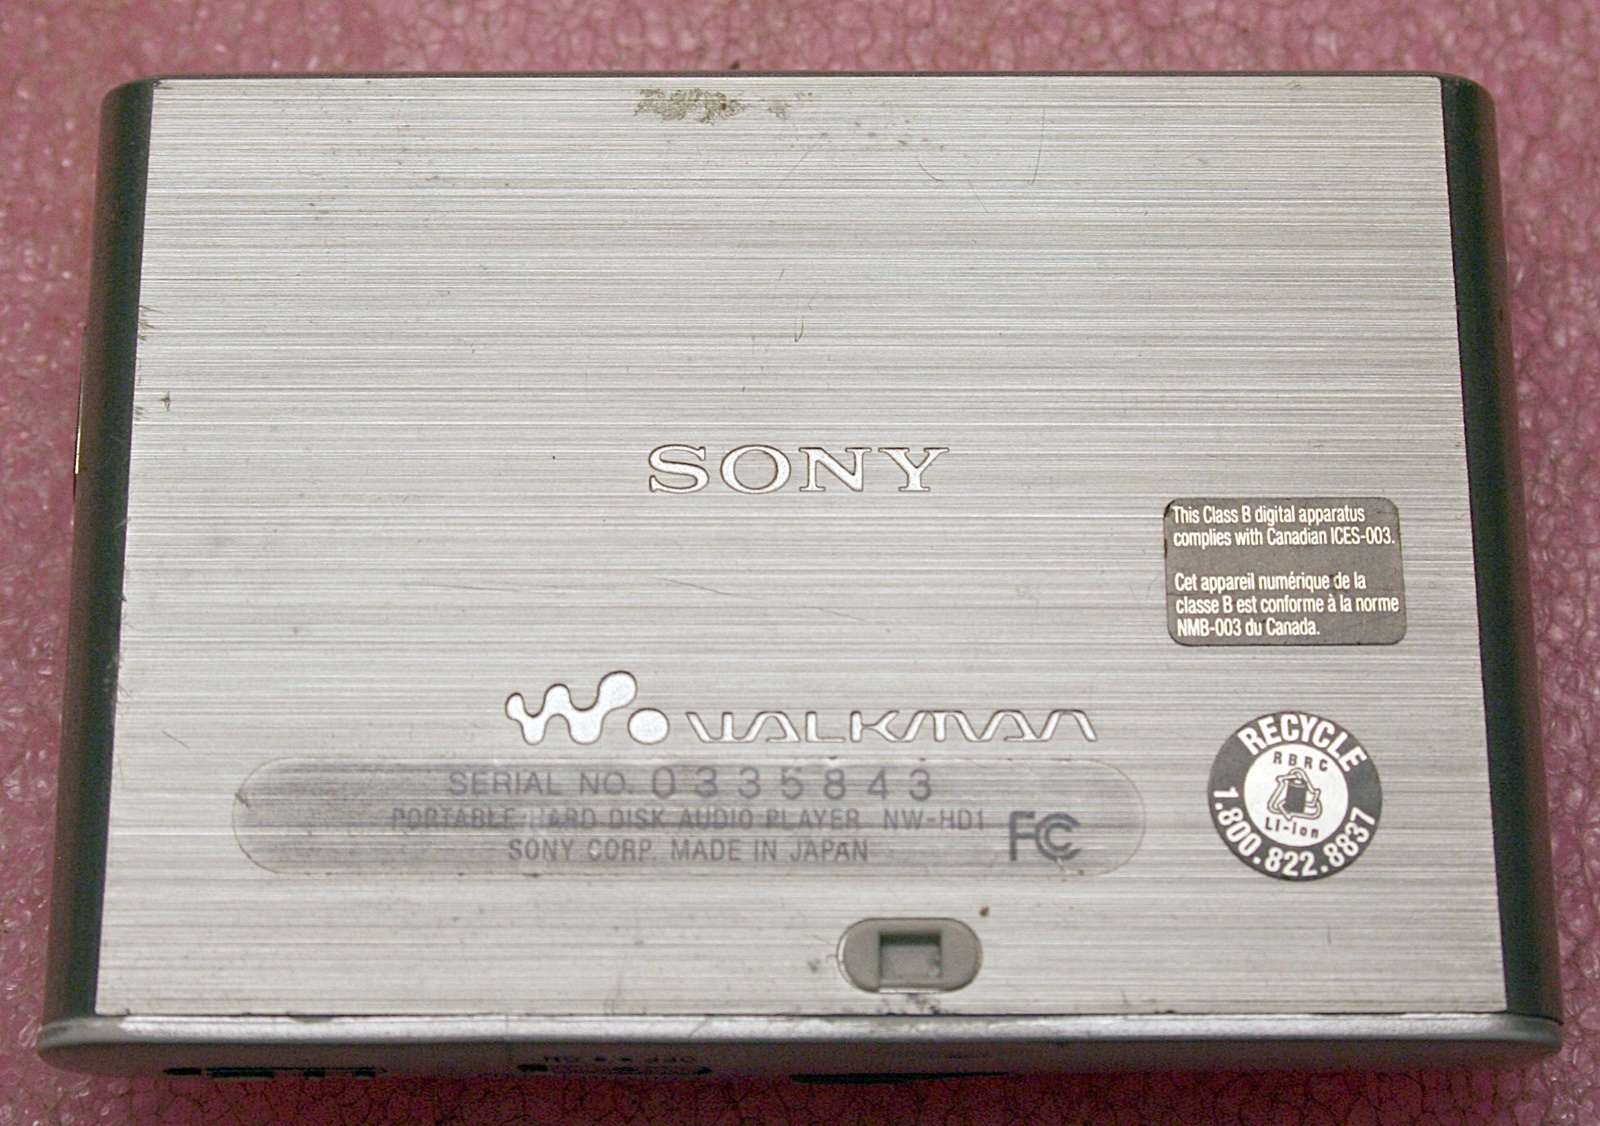 SONY
This Class B digital apparatus
complies with Canadian ICES-003.
Cet appareil numérique de la
classe B est conforme à la norme
NMB-003 du Canada.
WALKMAN
SERIAL NO. 0335843
PORTABLE HARD DISK AUDIO PLAYER NW-HD1
SONY CORP. MADE IN JAPAN
FC
RECYCLE
RBRC
Li-ion
1.800.822.8837
OFF